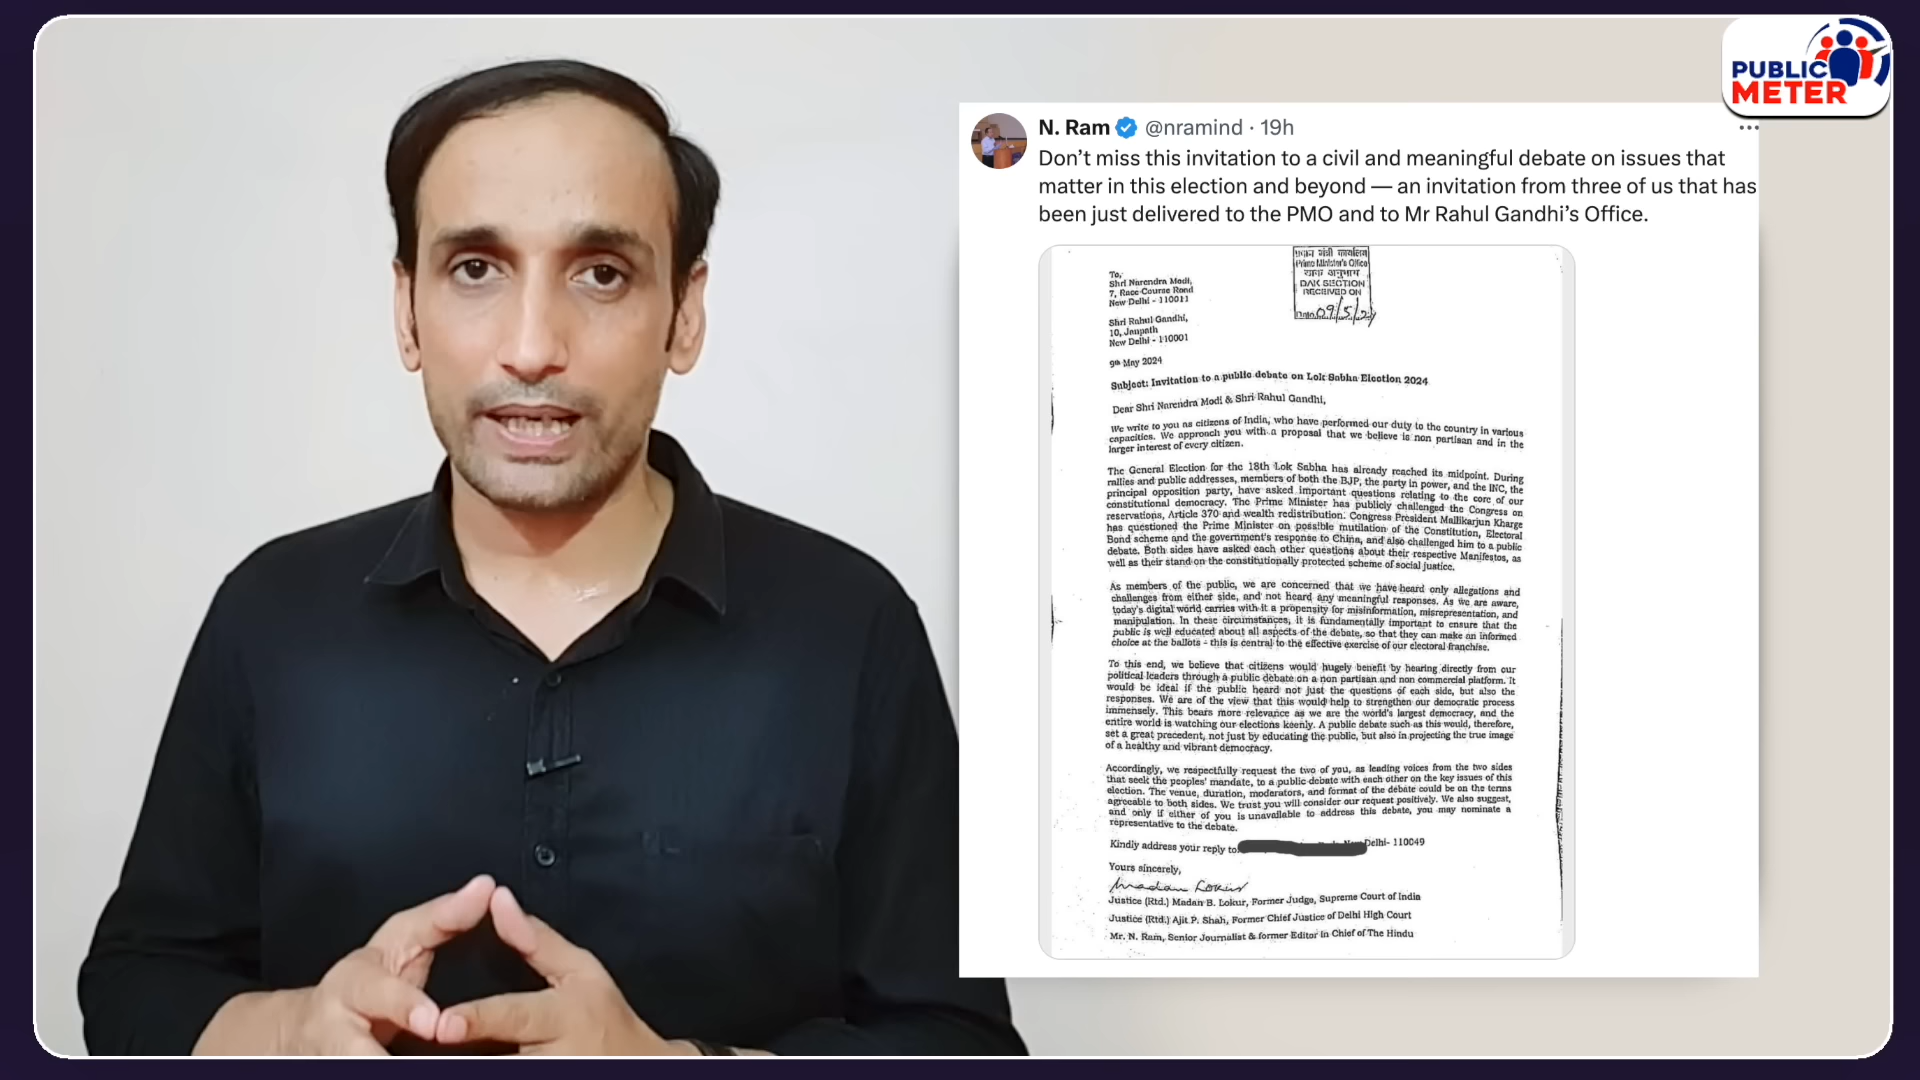 PUBLIC
METER
N. Ram @nramind · 19h
Don’t miss this invitation to a civil and meaningful debate on issues that
matter in this election and beyond — an invitation from three of us that has
been just delivered to the PMO and to Mr Rahul Gandhi’s Office.
प्रधान मंत्री कार्यालय
Prime Minister's Office
डाक अनुभाग
DAK SECTION
RECEIVED ON
09/5/24
To,
Shri Narendra Modi,
7, Race Course Road
New Delhi - 110011
Shri Rahul Gandhi,
10, Janpath
New Delhi - 110001
9th May 2024
Subject: Invitation to a public debate on Lok Sabha Election 2024
Dear Shri Narendra Modi & Shri Rahul Gandhi,
We write to you as citizens of India, who have performed our duty to the country in various
capacities. We approach you with a proposal that we believe is non partisan and in the
larger interest of every citizen.
The General Election for the 18th Lok Sabha has already reached its midpoint. During
rallies and public addresses, members of both the BJP, the party in power, and the INC, the
principal opposition party, have asked important questions relating to the core of our
constitutional democracy. The Prime Minister has publicly challenged the Congress on
reservations, Article 370 and wealth redistribution. Congress President Mallikarjun Kharge
has questioned the Prime Minister on possible mutilation of the Constitution, Electoral
Bond scheme and the government's response to China, and also challenged him to a public
debate. Both sides have asked each other questions about their respective Manifestos, as
well as their stand on the constitutionally protected scheme of social justice.
As members of the public, we are concerned that we have heard only allegations and
challenges from either side, and not heard any meaningful responses. As we are aware,
today's digital world carries with it a propensity for misinformation, misrepresentation, and
manipulation. In these circumstances, it is fundamentally important to ensure that the
public is well educated about all aspects of the debate, so that they can make an informed
choice at the ballots - this is central to the effective exercise of our electoral franchise.
To this end, we believe that citizens would hugely benefit by hearing directly from our
political leaders through a public debate on a non partisan and non commercial platform. It
would be ideal if the public heard not just the questions of each side, but also the
responses. We are of the view that this would help to strengthen our democratic process
immensely. This bears more relevance as we are the world's largest democracy, and the
entire world is watching our elections keenly. A public debate such as this would, therefore,
set a great precedent, not just by educating the public, but also in projecting the true image
of a healthy and vibrant democracy.
Accordingly, we respectfully request the two of you, as leading voices from the two sides
that seek the peoples' mandate, to a public debate with each other on the key issues of this
election. The venue, duration, moderators, and format of the debate could be on the terms
agreeable to both sides. We trust you will consider our request positively. We also suggest,
and only if either of you is unavailable to address this debate, you may nominate a
representative to the debate.
Kindly address your reply to: Delhi- 110049
Yours sincerely,
Madan Lokur
Justice (Rtd.) Madan B. Lokur, Former Judge, Supreme Court of India
Justice (Rtd.) Ajit P. Shah, Former Chief Justice of Delhi High Court
Mr. N. Ram, Senior Journalist & former Editor in Chief of The Hindu